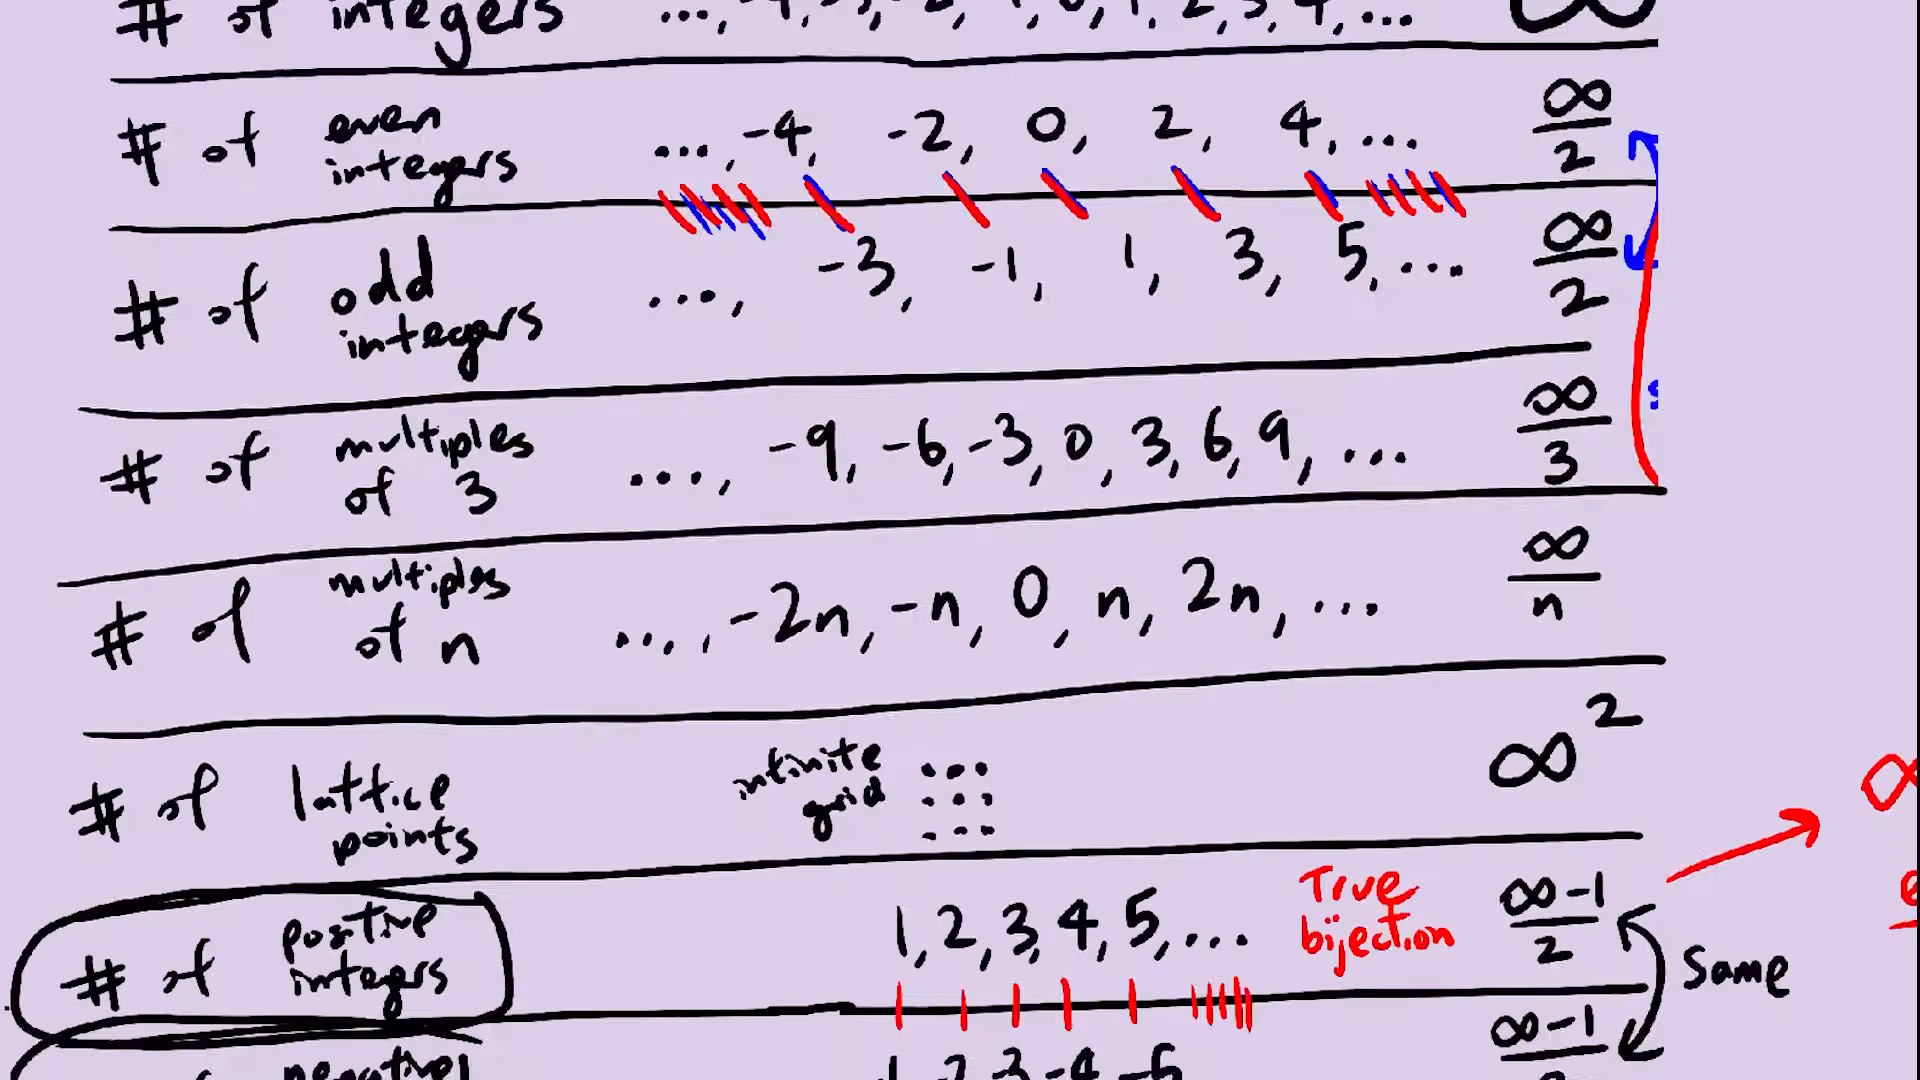 # of integers ..., -4, -3, -2, -1, 0, 1, 2, 3, 4, ... ∞
# of even integers ..., -4, -2, 0, 2, 4, ... ∞/2
# of odd integers ..., -3, -1, 1, 3, 5, ... ∞/2
# of multiples of 3 ..., -9, -6, -3, 0, 3, 6, 9, ... ∞/3
# of multiples of n ..., -2n, -n, 0, n, 2n, ... ∞/n
# of lattice points infinite grid ∞²
# of positive integers 1, 2, 3, 4, 5, ... True bijection ∞-1/2
Same
∞-1